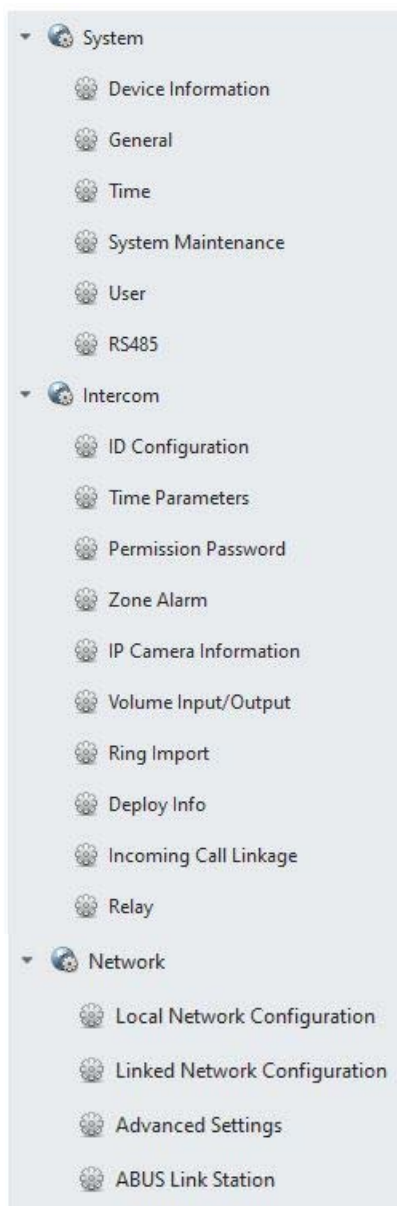 System
Device Information
General
Time
System Maintenance
User
RS485
Intercom
ID Configuration
Time Parameters
Permission Password
Zone Alarm
IP Camera Information
Volume Input/Output
Ring Import
Deploy Info
Incoming Call Linkage
Relay
Network
Local Network Configuration
Linked Network Configuration
Advanced Settings
ABUS Link Station